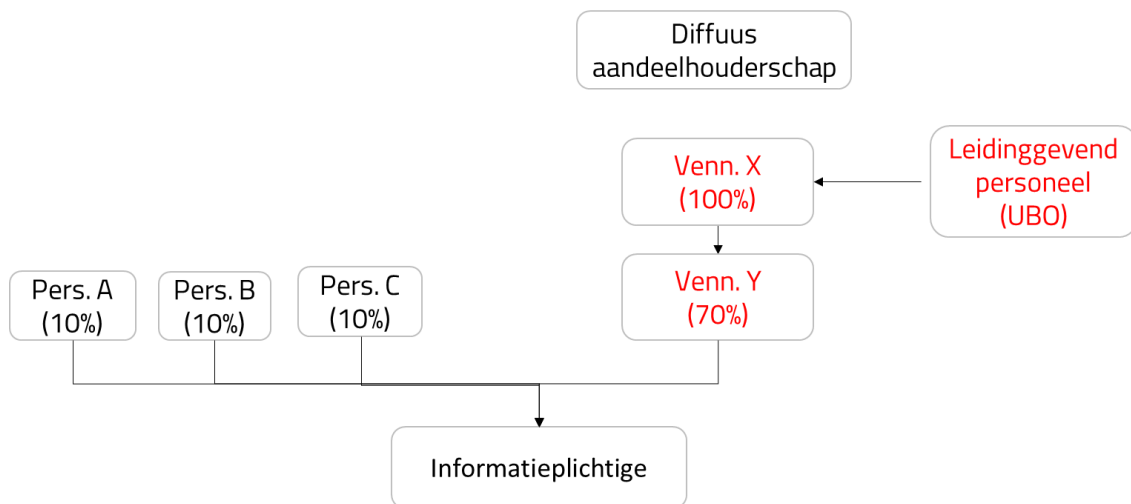 Diffuus
aandeelhouderschap
Venn. X
(100%)
Leidinggevend
personeel
(UBO)
Pers. A
(10%)
Pers. B
(10%)
Pers. C
(10%)
Venn. Y
(70%)
Informatieplichtige